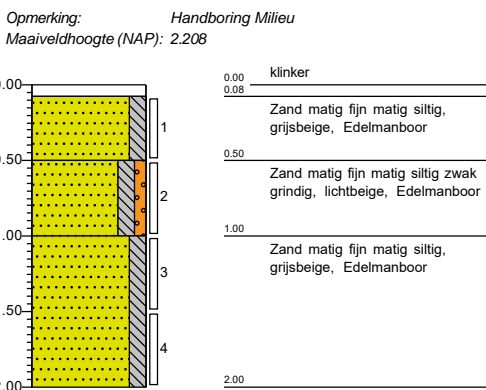 Opmerking: Handboring Milieu
Maaiveldhoogte (NAP): 2.208
0.00
klinker
0.08
.00
1
Zand matig fijn matig siltig,
grijsbeige, Edelmanboor
0.50
.50
2
Zand matig fijn matig siltig zwak
grindig, lichtbeige, Edelmanboor
1.00
.00
3
Zand matig fijn matig siltig,
grijsbeige, Edelmanboor
.50
4
2.00
.00